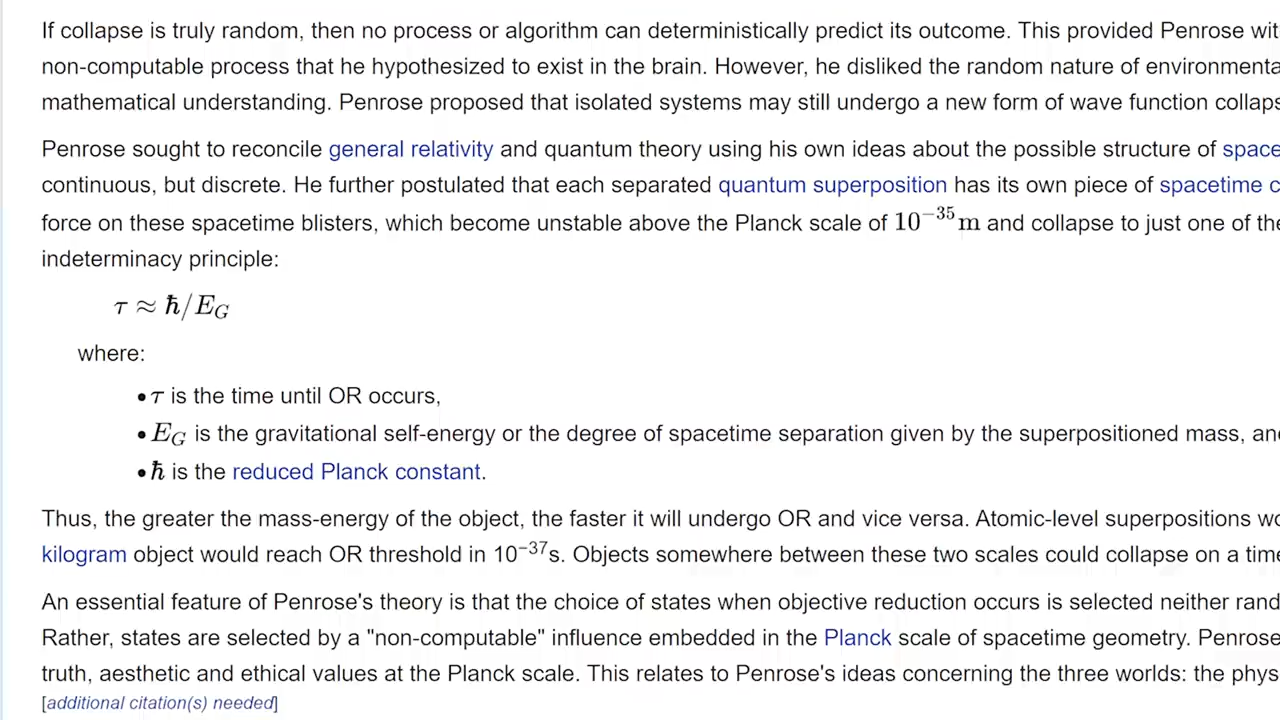 If collapse is truly random, then no process or algorithm can deterministically predict its outcome. This provided Penrose
non-computable process that he hypothesized to exist in the brain. However, he disliked the random nature of
mathematical understanding. Penrose proposed that isolated systems may still undergo a new form of wave function
Penrose sought to reconcile general relativity and quantum theory using his own ideas about the possible structure of space
continuous, but discrete. He further postulated that each separated quantum superposition has its own piece of spacetime c
force on these spacetime blisters, which become unstable above the Planck scale of 10⁻³⁵ m and collapse to just one of the
indeterminacy principle:
τ ≈ ħ/E_G
where:
• τ is the time until OR occurs,
• E_G is the gravitational self-energy or the degree of spacetime separation given by the superpositioned mass,
• ħ is the reduced Planck constant.
Thus, the greater the mass-energy of the object, the faster it will undergo OR and vice versa. Atomic-level superpositions
kilogram object would reach OR threshold in 10⁻³⁷s. Objects somewhere between these two scales could collapse on a
An essential feature of Penrose's theory is that the choice of states when objective reduction occurs is selected neither
Rather, states are selected by a "non-computable" influence embedded in the Planck scale of spacetime geometry. Penrose
truth, aesthetic and ethical values at the Planck scale. This relates to Penrose's ideas concerning the three worlds: the
[additional citation(s) needed]